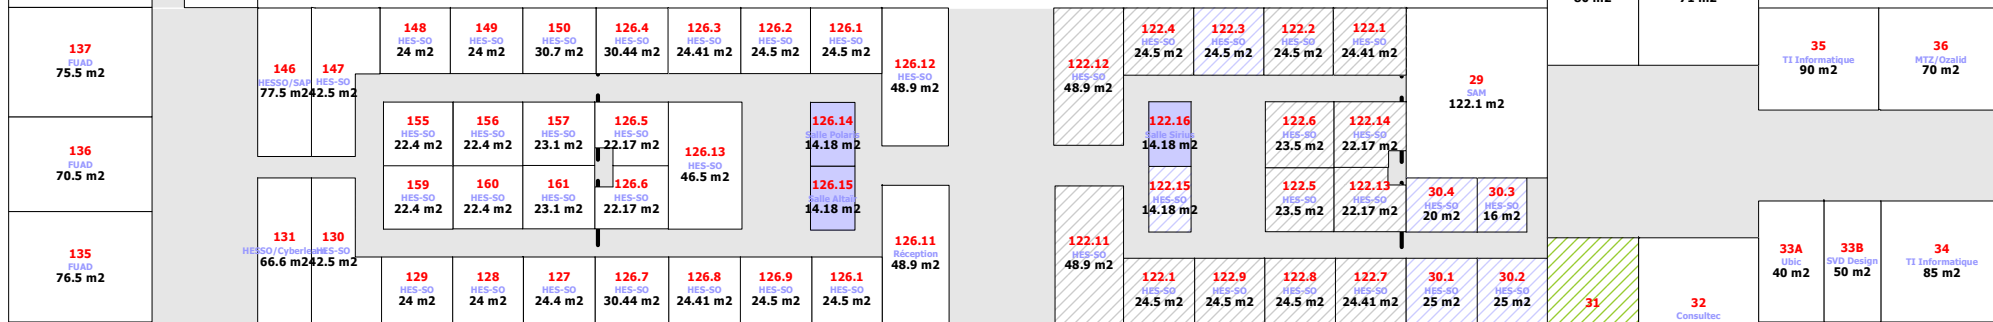 80 m2
71 m2
137
FUAD
75.5 m2
136
FUAD
70.5 m2
135
FUAD
76.5 m2
146
HESSO/SAP
77.5 m2
147
HES-SO
42.5 m2
131
66.6 m2
130
HES-SO
42.5 m2
148
HES-SO
24 m2
149
HES-SO
24 m2
150
HES-SO
30.7 m2
126.4
HES-SO
30.44 m2
126.3
HES-SO
24.41 m2
126.2
HES-SO
24.5 m2
126.1
HES-SO
24.5 m2
126.12
HES-SO
48.9 m2
155
HES-SO
22.4 m2
156
HES-SO
22.4 m2
157
HES-SO
23.1 m2
126.5
HES-SO
22.17 m2
126.13
HES-SO
46.5 m2
126.14
Salle Polaris
14.18 m2
159
HES-SO
22.4 m2
160
HES-SO
22.4 m2
161
HES-SO
23.1 m2
126.6
HES-SO
22.17 m2
126.15
Salle Altaïr
14.18 m2
126.11
Réception
48.9 m2
129
HES-SO
24 m2
128
HES-SO
24 m2
127
HES-SO
24.4 m2
126.7
HES-SO
30.44 m2
126.8
HES-SO
24.41 m2
126.9
HES-SO
24.5 m2
126.1
HES-SO
24.5 m2
122.12
HES-SO
48.9 m2
122.4
HES-SO
24.5 m2
122.3
HES-SO
24.5 m2
122.2
HES-SO
24.5 m2
122.1
HES-SO
24.41 m2
29
SAM
122.1 m2
122.16
Salle Sirius
14.18 m2
122.6
HES-SO
23.5 m2
122.14
HES-SO
22.17 m2
122.15
HES-SO
14.18 m2
122.5
HES-SO
23.5 m2
122.13
HES-SO
22.17 m2
30.4
HES-SO
20 m2
30.3
HES-SO
16 m2
122.11
HES-SO
48.9 m2
122.1
HES-SO
24.5 m2
122.9
HES-SO
24.5 m2
122.8
HES-SO
24.5 m2
122.7
HES-SO
24.41 m2
30.1
HES-SO
25 m2
30.2
HES-SO
25 m2
31
32
Consultec
35
TI Informatique
90 m2
36
MTZ/Ozalid
70 m2
33A
Ubic
40 m2
33B
SVD Design
50 m2
34
TI Informatique
85 m2